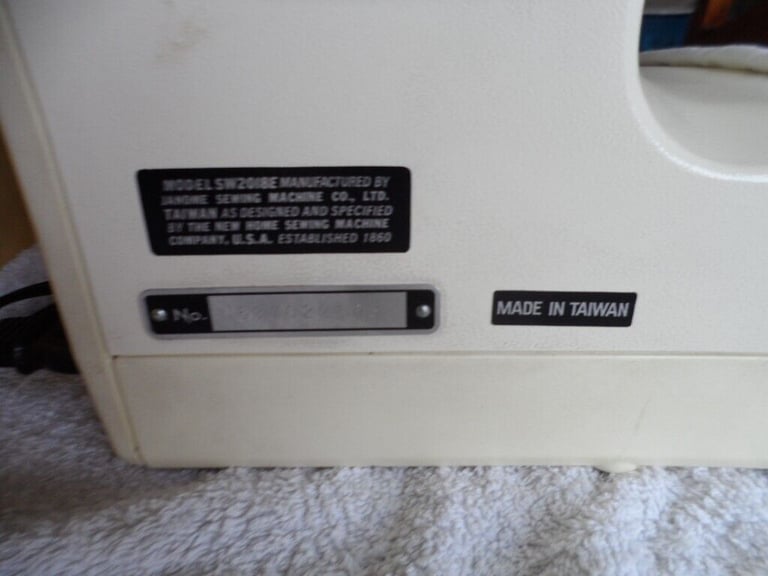 MODEL SW2018E MANUFACTURED BY
JANOME SEWING MACHINE CO., LTD.
TAIWAN AS DESIGNED AND SPECIFIED
BY THE NEW HOME SEWING MACHINE
COMPANY, U.S.A. ESTABLISHED 1860
No.
MADE IN TAIWAN